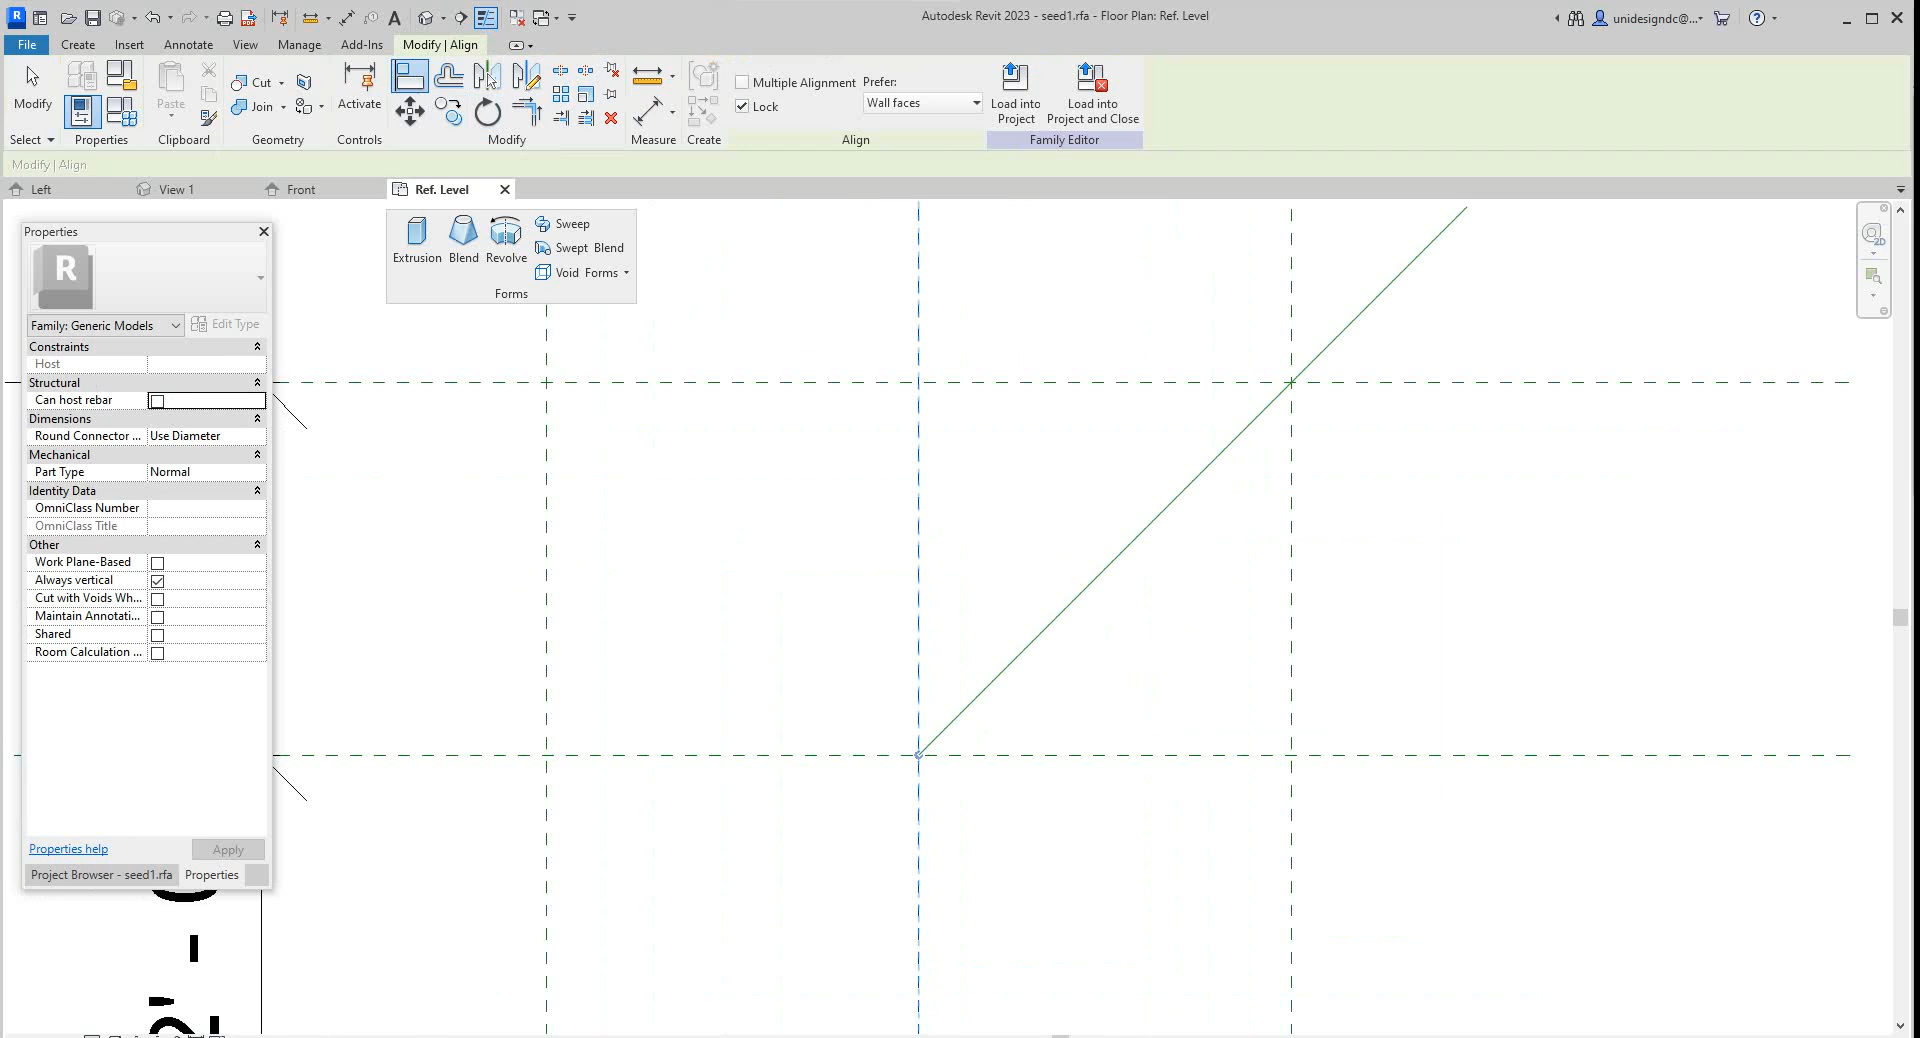 Autodesk Revit 2023 - seed1.rfa - Floor Plan: Ref. Level
unidesigndc@...
File Create Insert Annotate View Manage Add-Ins Modify | Align
Modify
Paste
Cut
Join
Activate
Multiple Alignment
Lock
Prefer:
Wall faces
Load into
Project
Load into
Project and Close
Select Properties Clipboard Geometry Controls Modify Measure Create Align Family Editor
Modify | Align
Left View 1 Front Ref. Level
Extrusion Blend Revolve
Sweep
Swept Blend
Void Forms
Forms
2D
Properties
R
Family: Generic Models Edit Type
Constraints
Host
Structural
Can host rebar
Dimensions
Round Connector ... Use Diameter
Mechanical
Part Type Normal
Identity Data
OmniClass Number
OmniClass Title
Other
Work Plane-Based
Always vertical
Cut with Voids Wh...
Maintain Annotati...
Shared
Room Calculation ...
Properties help Apply
Project Browser - seed1.rfa Properties